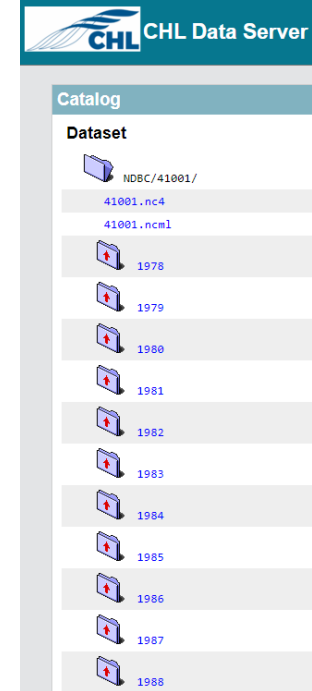 CHL CHL Data Server
Catalog
Dataset
NDBC/41001/
41001.nc4
41001.ncml
1978
1979
1980
1981
1982
1983
1984
1985
1986
1987
1988